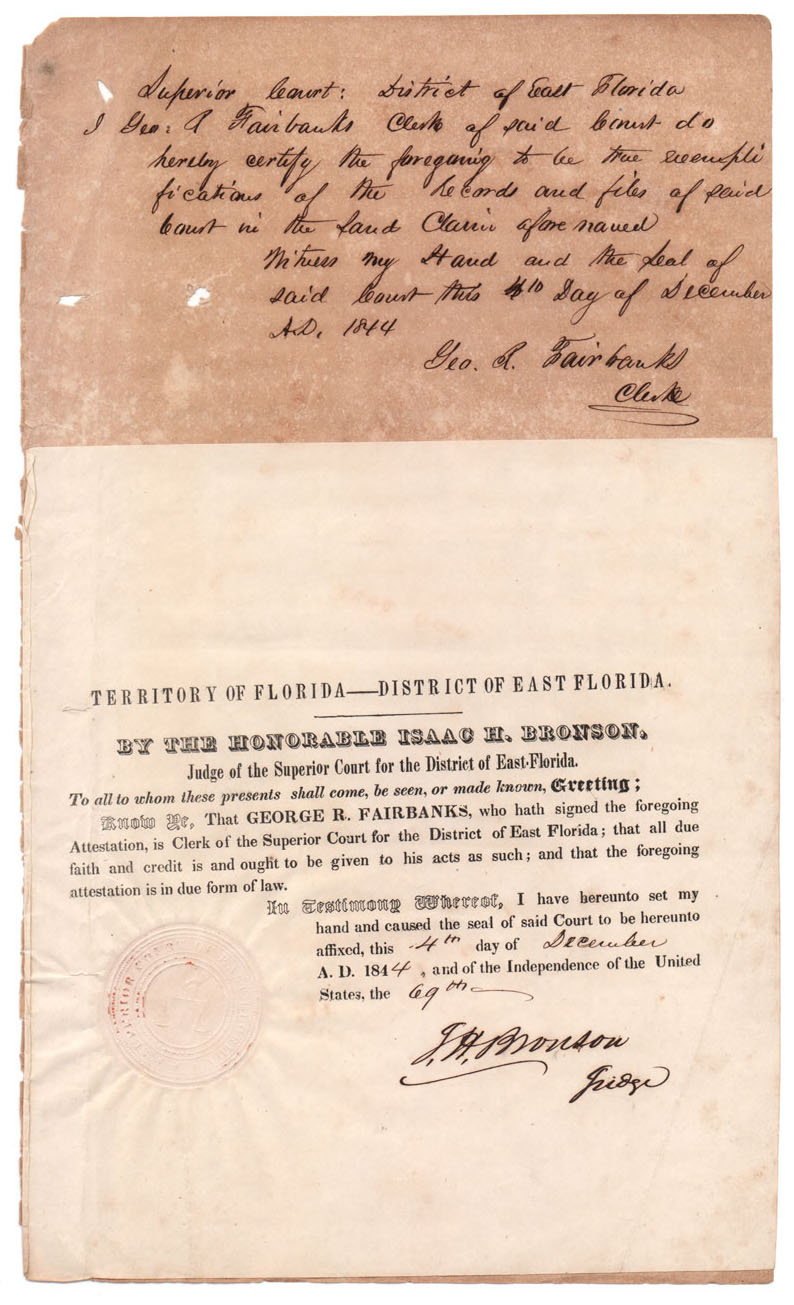 Superior Court: District of East Florida
I Geo: R Fairbanks Clerk of said Court do
hereby certify the foregoing to be true exempli
fications of the Records and files of said
Court in the Land Claim afore named
Witness my Hand and the Seal of
said Court this 4th Day of December
A.D. 1844
Geo. R. Fairbanks
Clerk
TERRITORY OF FLORIDA—DISTRICT OF EAST FLORIDA.
BY THE HONORABLE ISAAC H. BRONSON,
Judge of the Superior Court for the District of East-Florida.
To all to whom these presents shall come, be seen, or made known, Greeting;
Know Ye, That GEORGE R. FAIRBANKS, who hath signed the foregoing
Attestation, is Clerk of the Superior Court for the District of East Florida; that all due
faith and credit is and ought to be given to his acts as such; and that the foregoing
attestation is in due form of law.
In Testimony Whereof, I have hereunto set my
hand and caused the seal of said Court to be hereunto
affixed, this 4th day of December
A. D. 1844, and of the Independence of the United
States, the 69th
I. H. Bronson
Judge